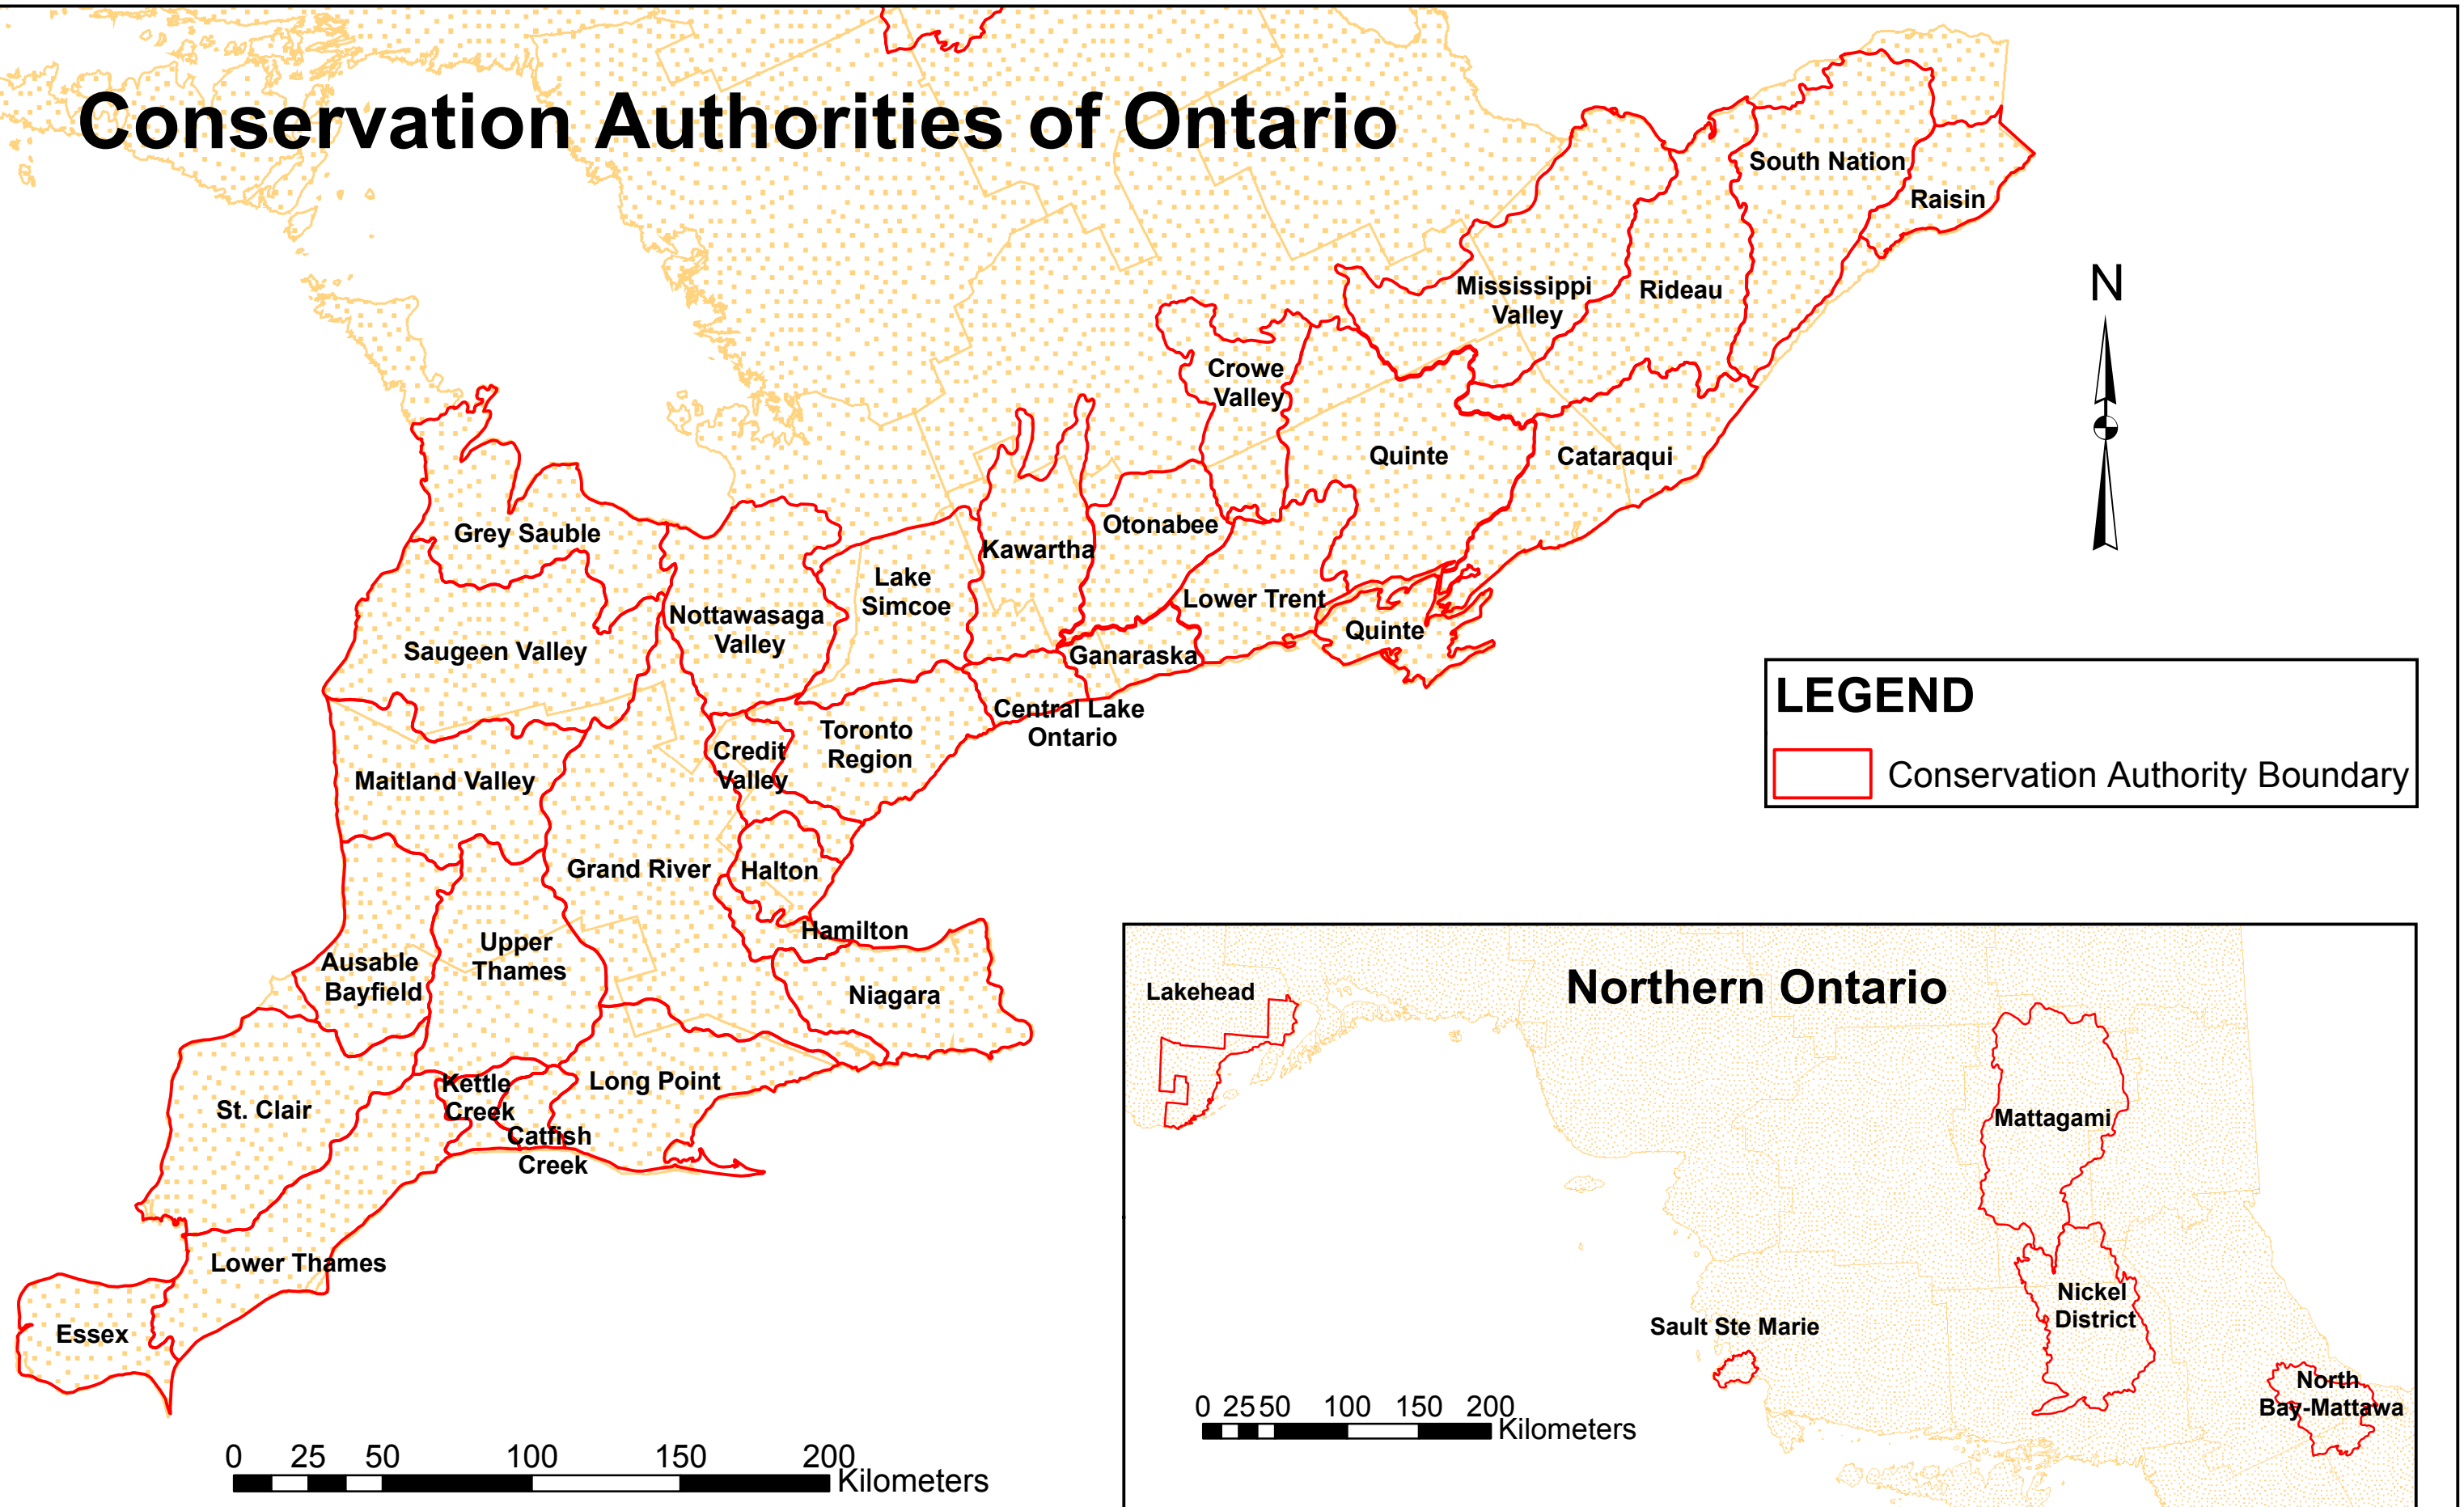 Conservation Authorities of Ontario
South Nation
Raisin
Mississippi
Valley
Rideau
N
Crowe
Valley
Quinte
Cataraqui
Grey Sauble
Otonabee
Kawartha
Lake
Simcoe
Lower Trent
Nottawasaga
Valley
Quinte
Saugeen Valley
Ganaraska
Central Lake
Ontario
Toronto
Region
Credit
Valley
Maitland Valley
LEGEND
Conservation Authority Boundary
Grand River
Halton
Hamilton
Upper
Thames
Ausable
Bayfield
Niagara
Kettle
Creek
Long Point
St. Clair
Catfish
Creek
Lower Thames
Essex
0 25 50 100 150 200
Kilometers
Northern Ontario
Lakehead
Mattagami
Nickel
District
Sault Ste Marie
North
Bay-Mattawa
0 25 50 100 150 200
Kilometers